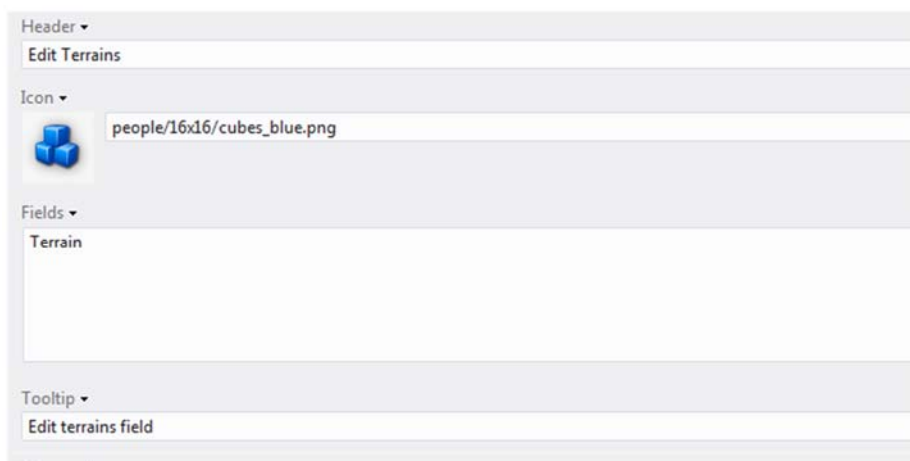 Header
Edit Terrains
Icon
people/16x16/cubes_blue.png
Fields
Terrain
Tooltip
Edit terrains field